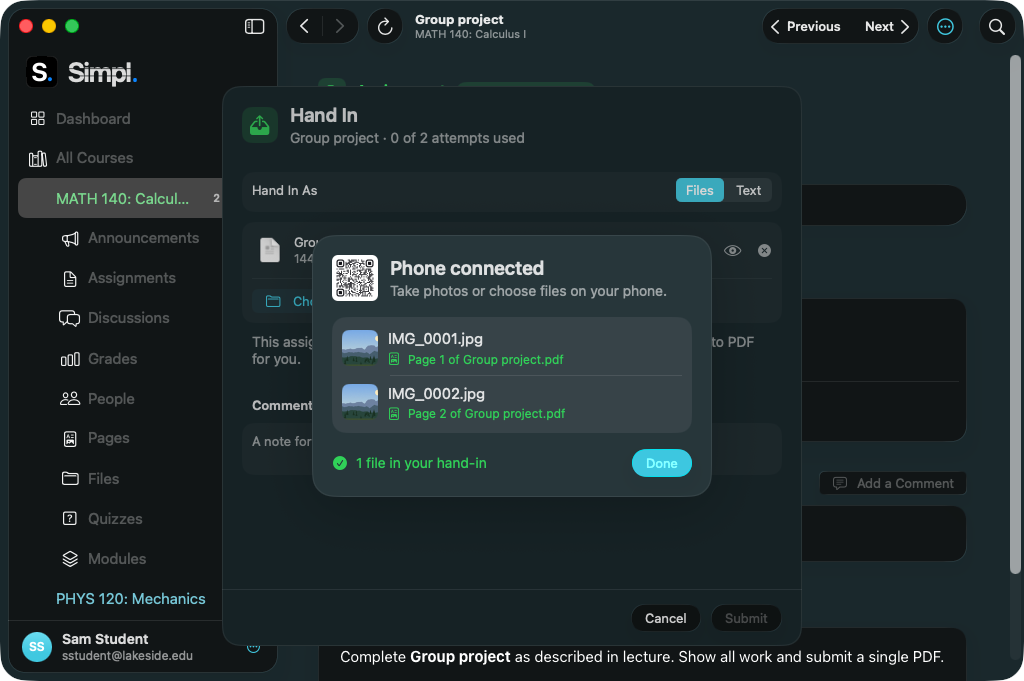 Group project
MATH 140: Calculus I
Previous
Next
S.
Simpl.
Dashboard
All Courses
MATH 140: Calcul...
2
Announcements
Assignments
Discussions
Grades
People
Pages
Files
Quizzes
Modules
PHYS 120: Mechanics
SS
Sam Student
sstudent@lakeside.edu
Hand In
Group project · 0 of 2 attempts used
Hand In As
Files
Text
144
This
for you.
to PDF
A note for
Phone connected
Take photos or choose files on your phone.
IMG_0001.jpg
Page 1 of Group project.pdf
IMG_0002.jpg
Page 2 of Group project.pdf
1 file in your hand-in
Done
Add a Comment
Cancel
Submit
Complete Group project as described in lecture. Show all work and submit a single PDF.